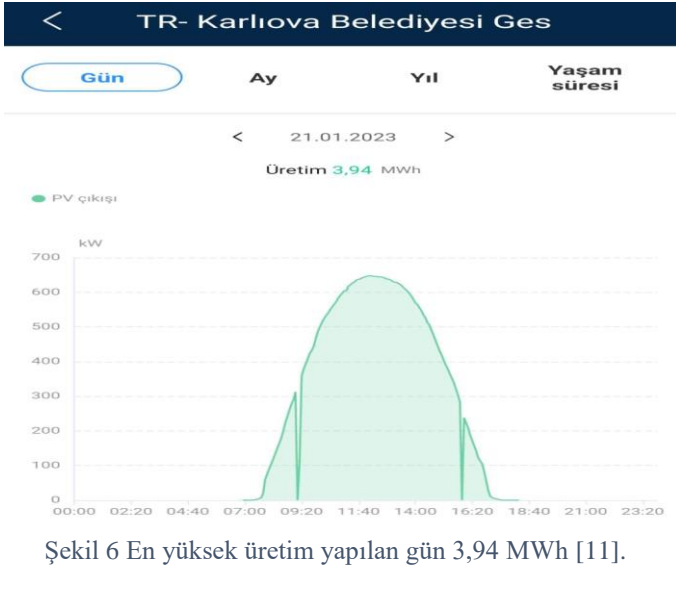 < TR- Karlıova Belediyesi Ges
Gün Ay Yıl Yaşam süresi
< 21.01.2023 >
Üretim 3,94 MWh
PV çıkışı
kW
700
600
500
400
300
200
100
0
00:00 02:20 04:40 07:00 09:20 11:40 14:00 16:20 18:40 21:00 23:20
Şekil 6 En yüksek üretim yapılan gün 3,94 MWh [11].